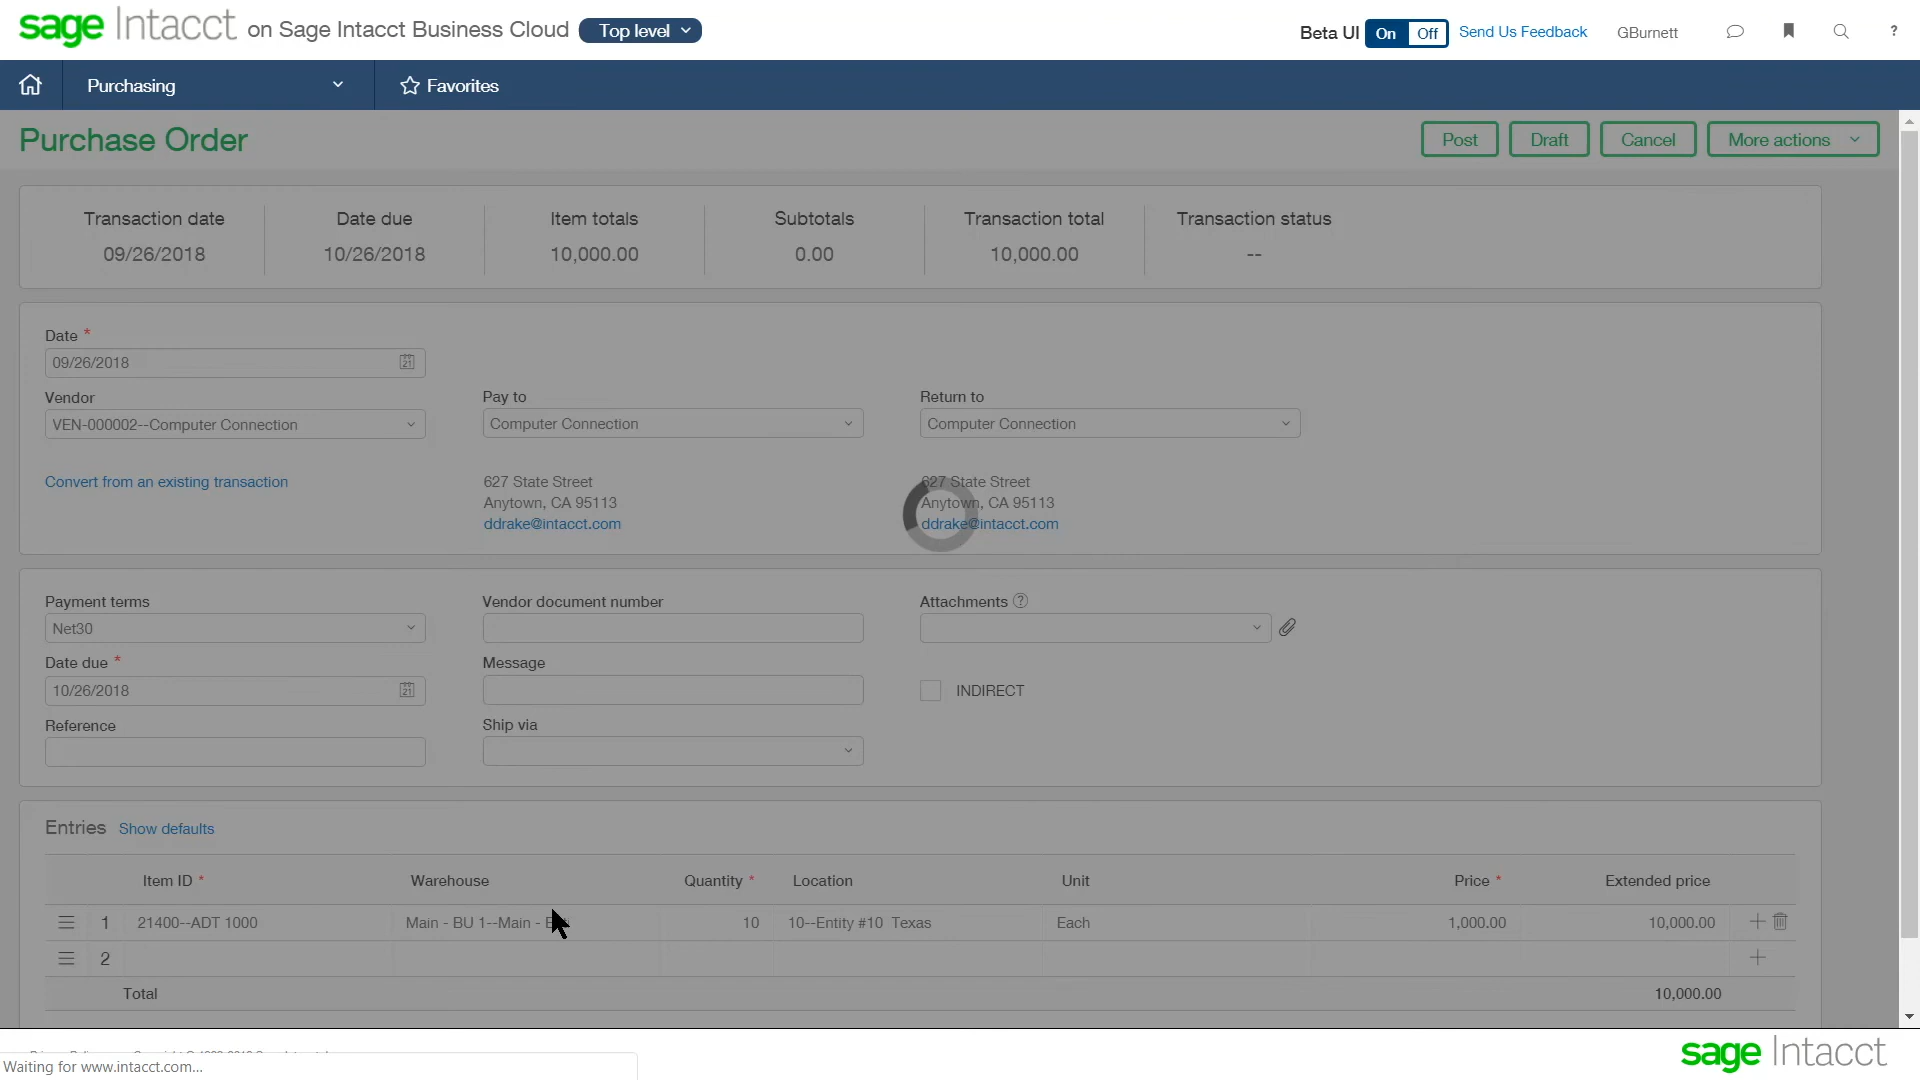 sage Intacct on Sage Intacct Business Cloud Top level Beta UI On Off Send Us Feedback GBurnett ?
Purchasing Favorites
Purchase Order Post Draft Cancel More actions
Transaction date Date due Item totals Subtotals Transaction total Transaction status
09/26/2018 10/26/2018 10,000.00 0.00 10,000.00 --
Date *
09/26/2018 21
Vendor Pay to Return to
VEN-000002--Computer Connection Computer Connection Computer Connection
Convert from an existing transaction 627 State Street 627 State Street
Anytown, CA 95113 Anytown, CA 95113
ddrake@intacct.com ddrake@intacct.com
Payment terms Vendor document number Attachments ?
Net30
Date due * Message
10/26/2018 21 INDIRECT
Reference Ship via
Entries Show defaults
Item ID * Warehouse Quantity * Location Unit Price * Extended price
1 21400--ADT 1000 Main - BU 1--Main - 10 10--Entity #10 Texas Each 1,000.00 10,000.00
2
Total 10,000.00
Waiting for www.intacct.com...
sage Intacct